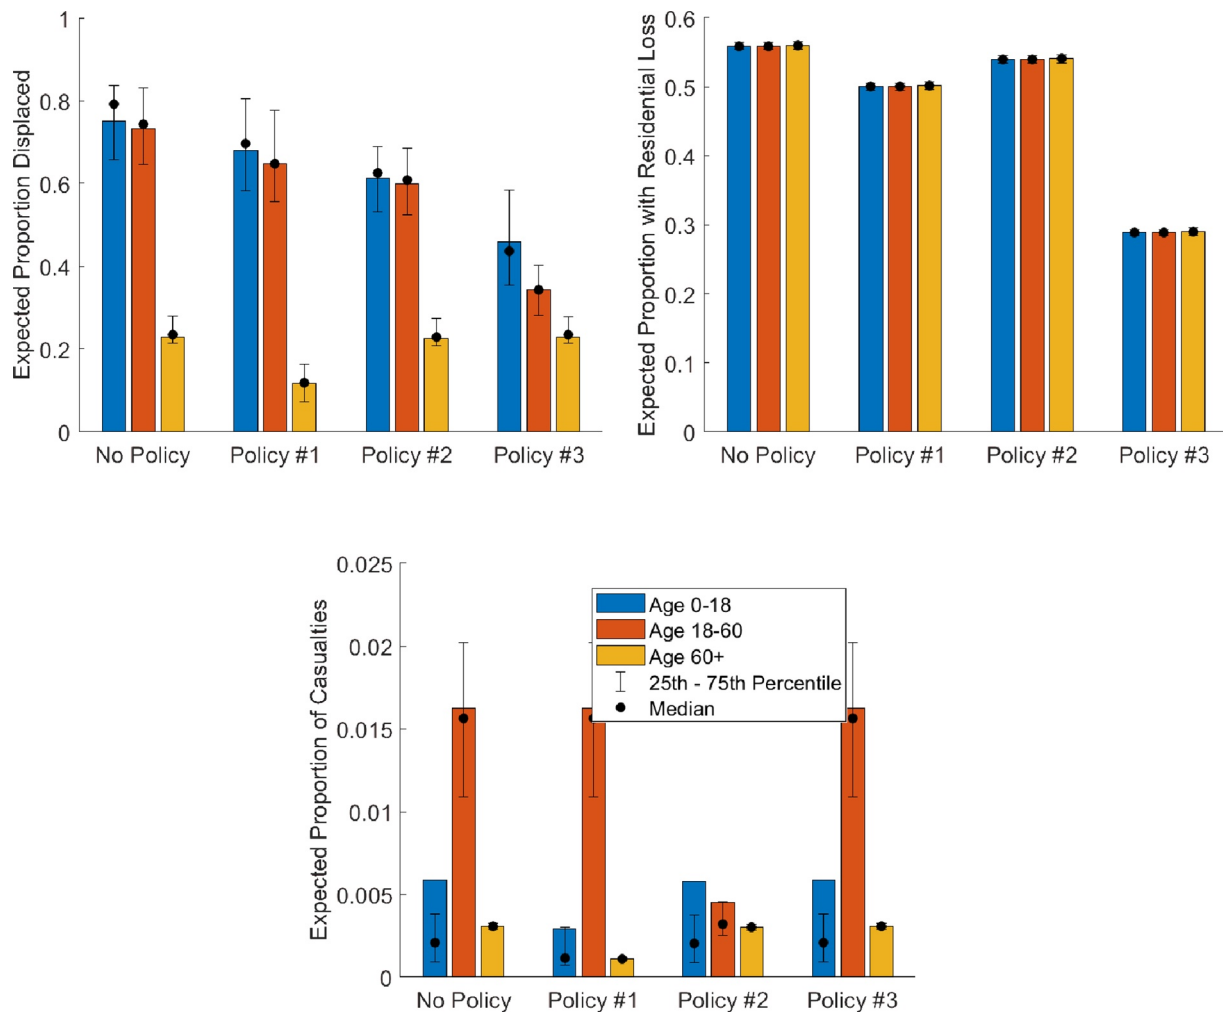 Expected Proportion Displaced
1
0.8
0.6
0.4
0.2
0
No Policy Policy #1 Policy #2 Policy #3
Expected Proportion with Residential Loss
0.6
0.5
0.4
0.3
0.2
0.1
0
No Policy Policy #1 Policy #2 Policy #3
Expected Proportion of Casualties
0.025
0.02
0.015
0.01
0.005
0
Age 0-18
Age 18-60
Age 60+
25th - 75th Percentile
Median
No Policy Policy #1 Policy #2 Policy #3